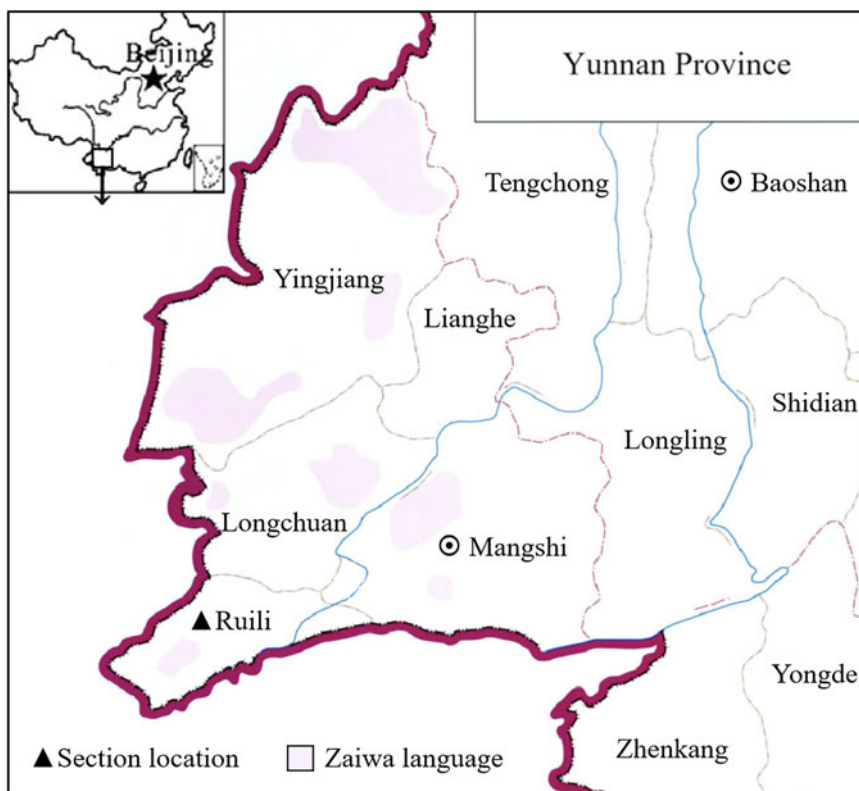 Beijing
Yunnan Province
Tengchong
Baoshan
Yingjiang
Lianghe
Shidian
Longling
Longchuan
Mangshi
Ruili
Yongde
Zhenkang
Section location
Zaiwa language